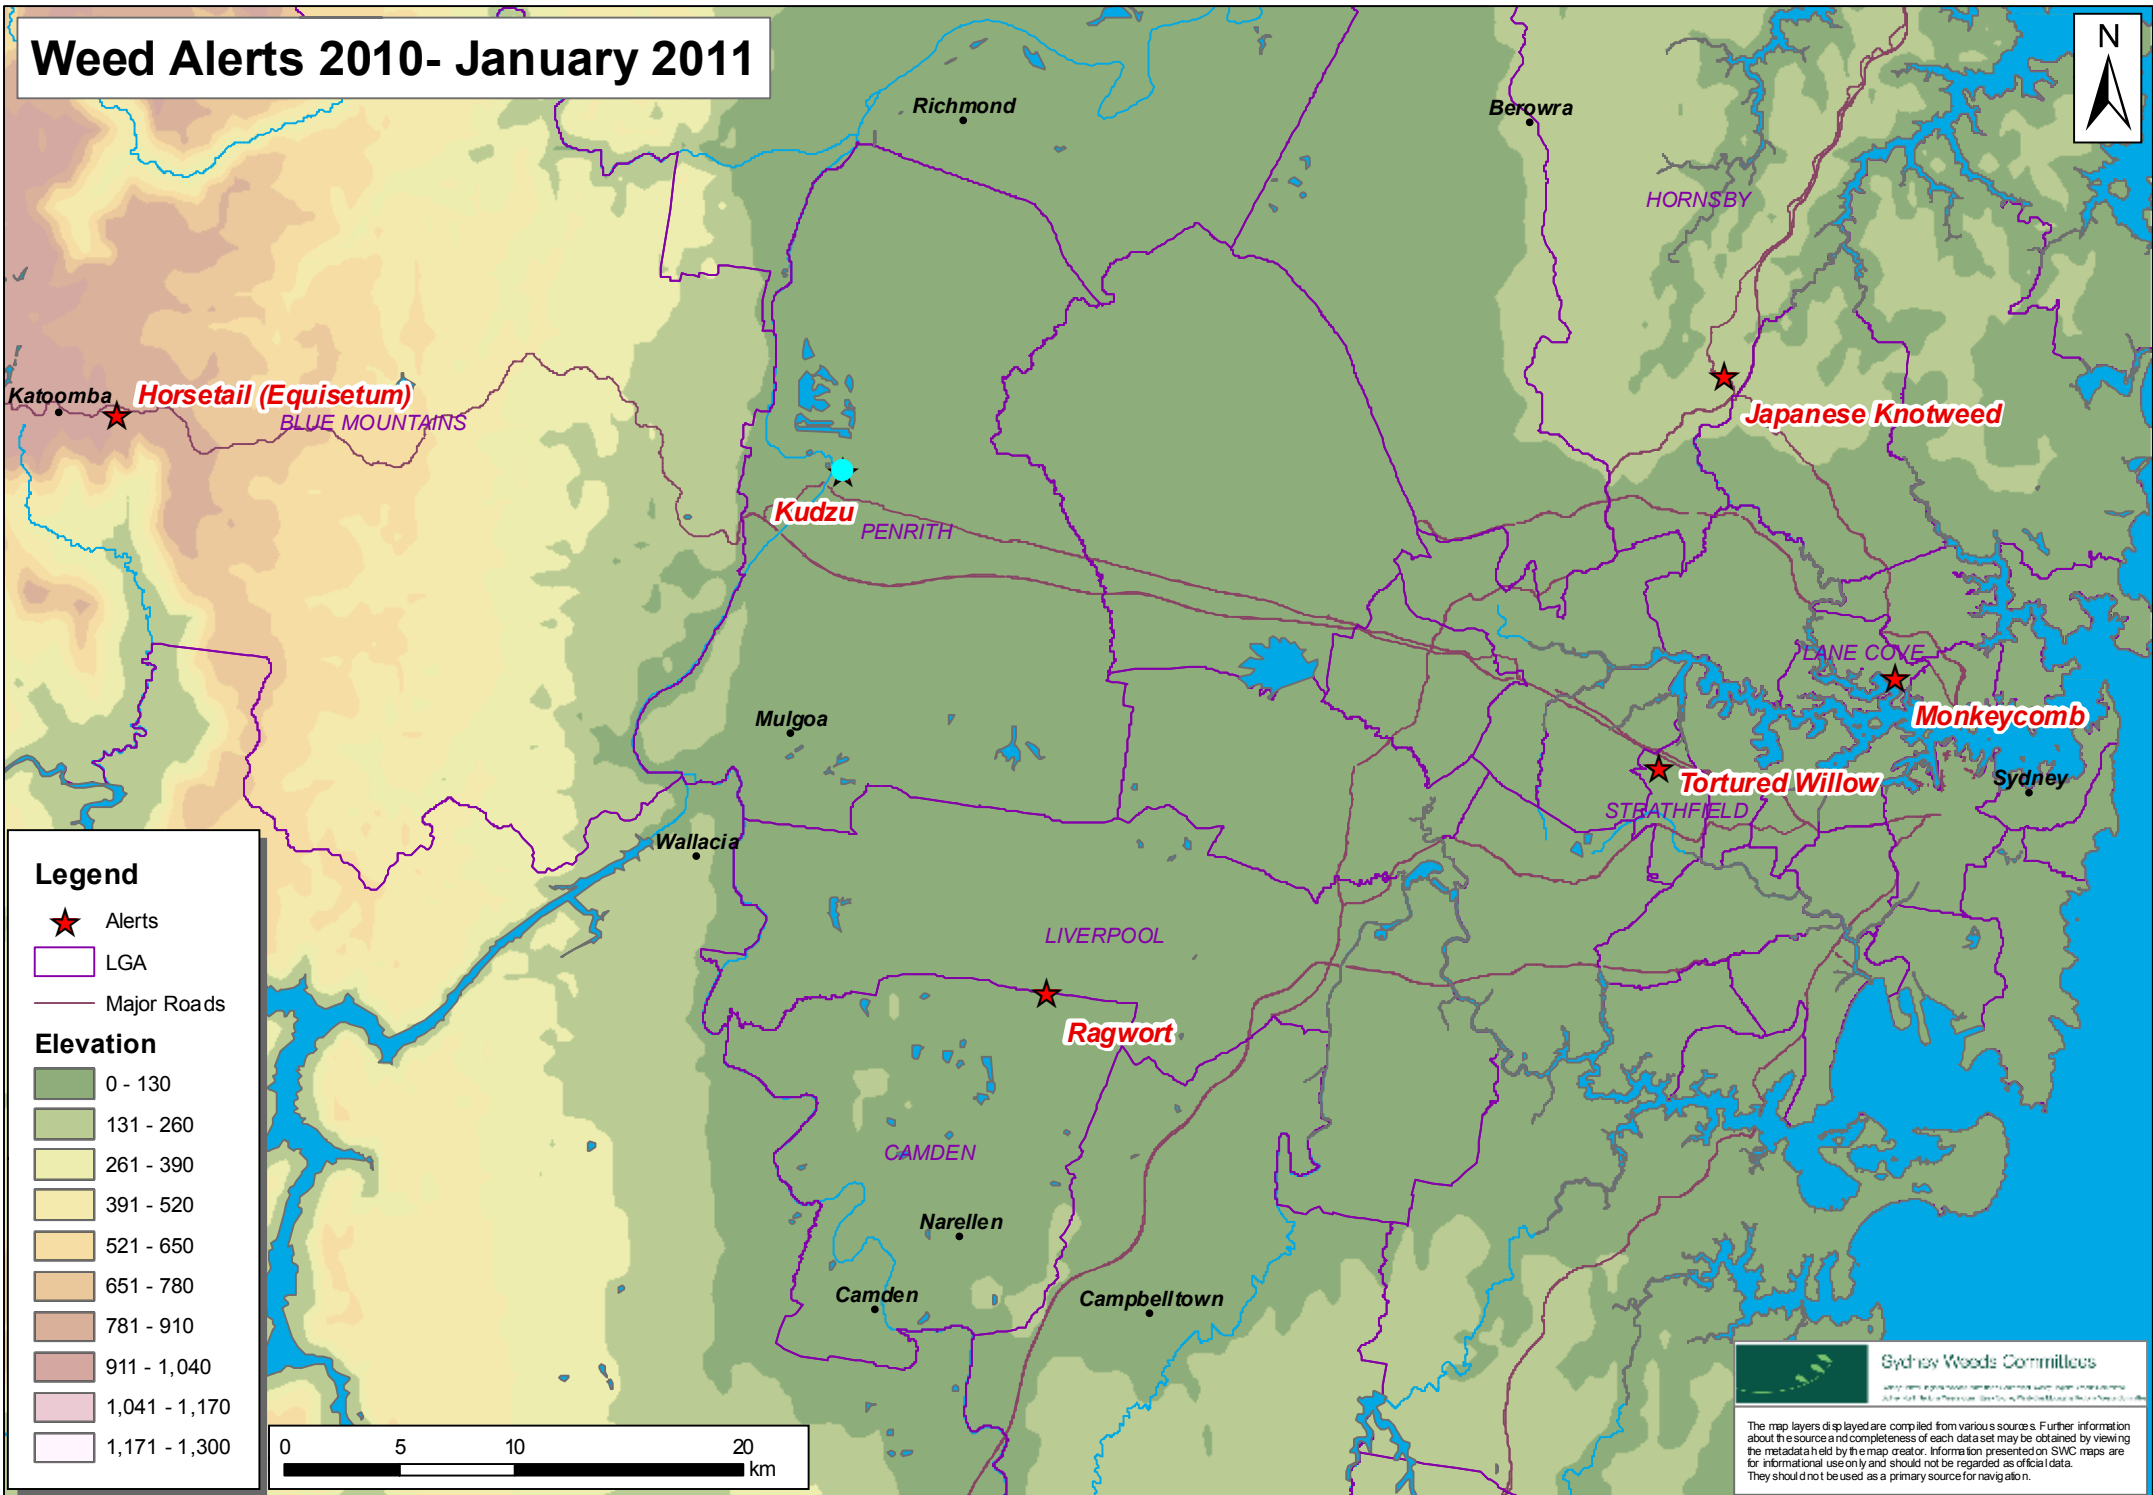 Weed Alerts 2010- January 2011
N
Richmond
Berowra
HORNSBY
Katoomba
Horsetail (Equisetum)
BLUE MOUNTAINS
Japanese Knotweed
Kudzu
PENRITH
LANE COVE
Monkeycomb
Mulgoa
Tortured Willow
Sydney
STRATHFIELD
Wallacia
LIVERPOOL
Ragwort
CAMDEN
Narellen
Camden
Campbelltown
Legend
Alerts
LGA
Major Roads
Elevation
0 - 130
131 - 260
261 - 390
391 - 520
521 - 650
651 - 780
781 - 910
911 - 1,040
1,041 - 1,170
1,171 - 1,300
0 5 10 20
km
Sydney Weeds Committees
The map layers displayed are compiled from various sources. Further information
about the source and completeness of each data set may be obtained by viewing
the metadata held by the map creator. Information presented on SWC maps are
for informational use only and should not be regarded as official data.
They should not be used as a primary source for navigation.